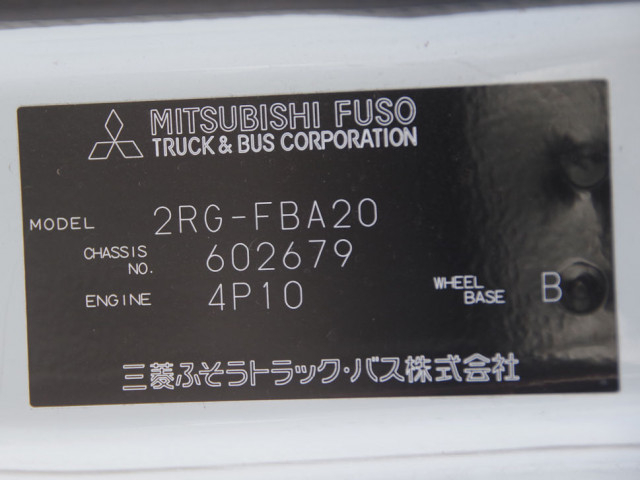 MITSUBISHI FUSO
TRUCK & BUS CORPORATION
MODEL 2RG-FBA20
CHASSIS NO. 602679
ENGINE 4P10 WHEEL BASE B
三菱ふそうトラック・バス株式会社